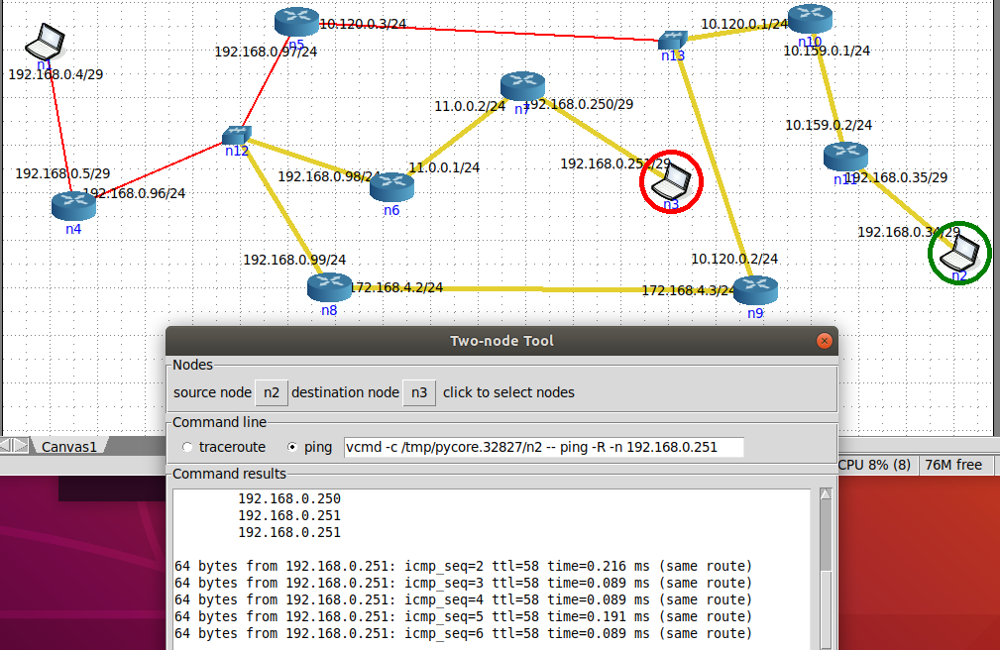 n5
10.120.0.3/24
10.120.0.1/24
n10
192.168.0.97/24
n13
10.159.0.1/24
192.168.0.4/29
11.0.0.2/24
n7
192.168.0.250/29
10.159.0.2/24
n12
192.168.0.5/29
192.168.0.96/24
192.168.0.98/24
11.0.0.1/24
192.168.0.251/29
n11
192.168.0.35/29
n6
n3
n4
192.168.0.34/29
192.168.0.99/24
10.120.0.2/24
n2
172.168.4.2/24
172.168.4.3/24
n8
n9
Two-node Tool
Nodes
source node n2 destination node n3 click to select nodes
Command line
traceroute ping vcmd -c /tmp/pycore.32827/n2 -- ping -R -n 192.168.0.251
Canvas1
CPU 8% (8) 76M free
Command results
192.168.0.250
192.168.0.251
192.168.0.251
64 bytes from 192.168.0.251: icmp_seq=2 ttl=58 time=0.216 ms (same route)
64 bytes from 192.168.0.251: icmp_seq=3 ttl=58 time=0.089 ms (same route)
64 bytes from 192.168.0.251: icmp_seq=4 ttl=58 time=0.089 ms (same route)
64 bytes from 192.168.0.251: icmp_seq=5 ttl=58 time=0.191 ms (same route)
64 bytes from 192.168.0.251: icmp_seq=6 ttl=58 time=0.089 ms (same route)